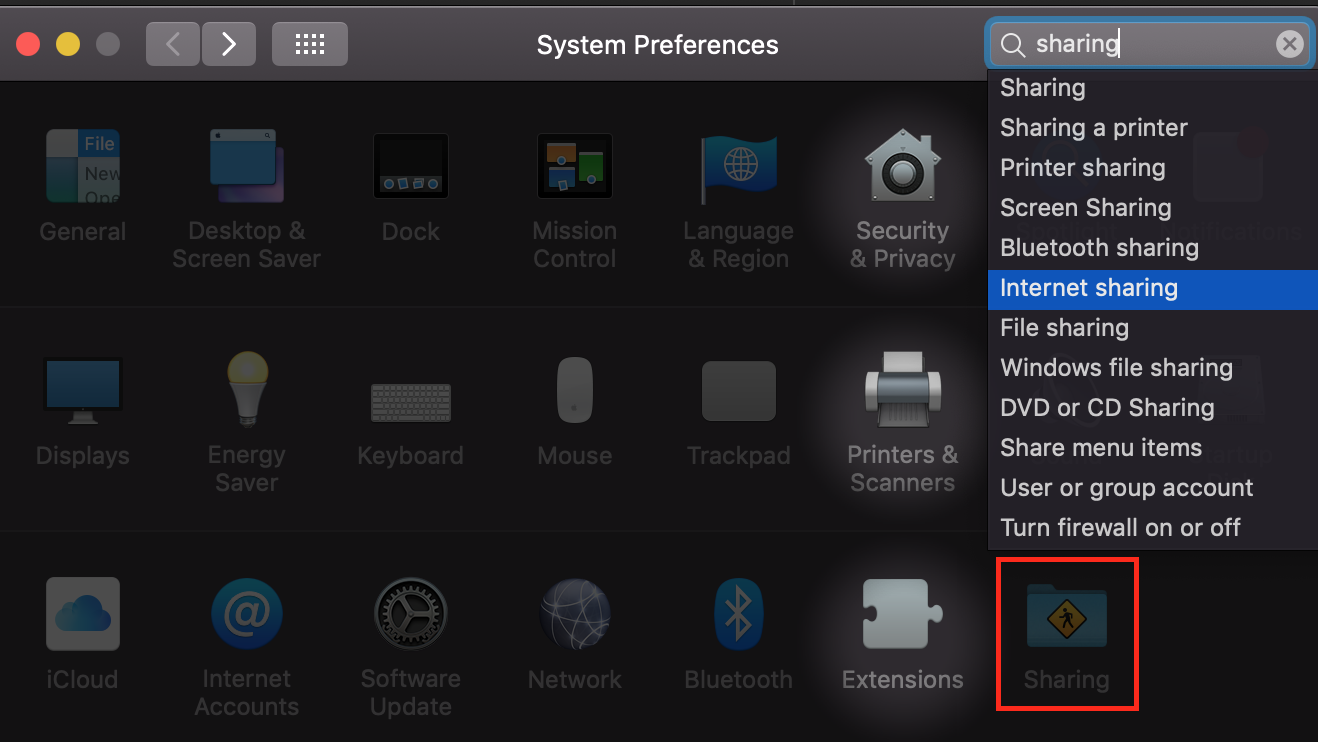 System Preferences
sharing
Sharing
Sharing a printer
Printer sharing
Screen Sharing
Bluetooth sharing
Internet sharing
File sharing
Windows file sharing
DVD or CD Sharing
Share menu items
User or group account
Turn firewall on or off
File
New
General
Desktop &
Screen Saver
Dock
Mission
Control
Language
& Region
Security
& Privacy
Notifications
Displays
Energy
Saver
Keyboard
Mouse
Trackpad
Printers &
Scanners
Startup
iCloud
Internet
Accounts
Software
Update
Network
Bluetooth
Extensions
Sharing